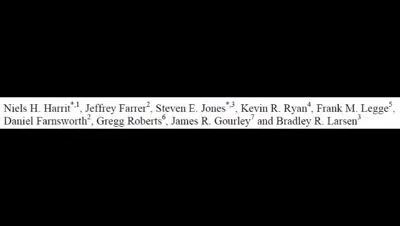 Niels H. Harrit*,1, Jeffrey Farrer2, Steven E. Jones*,3, Kevin R. Ryan4, Frank M. Legge5,
Daniel Farnsworth2, Gregg Roberts6, James R. Gourley7 and Bradley R. Larsen3